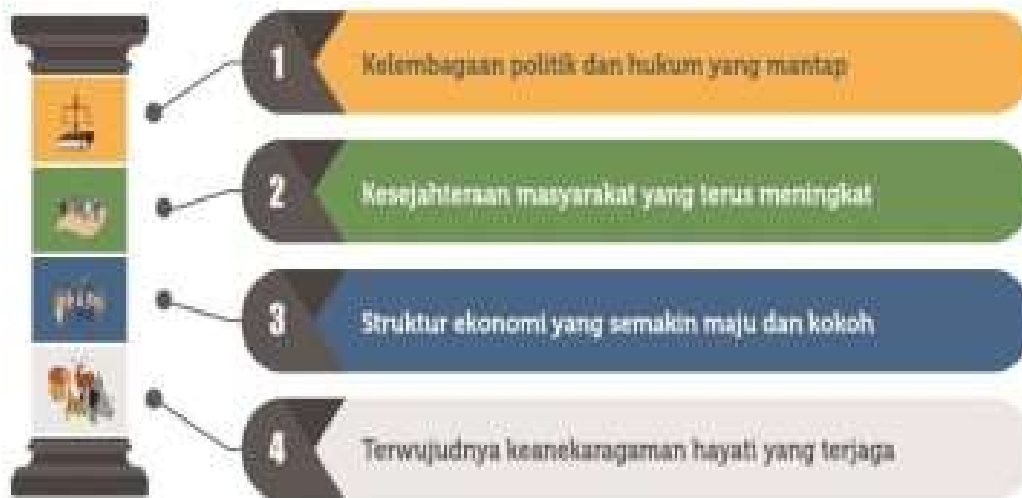 1
Kelembagaan politik dan hukum yang mantap
2
Kesejahteraan masyarakat yang terus meningkat
3
Struktur ekonomi yang semakin maju dan kokoh
4
Terwujudnya keanekaragaman hayati yang terjaga